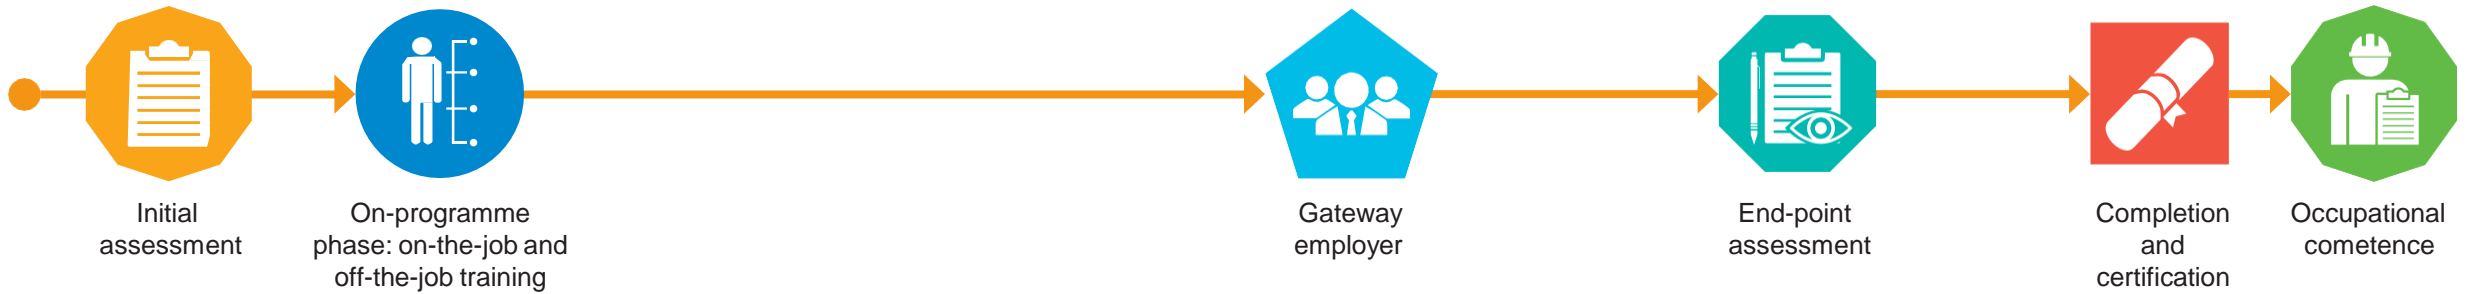 Initial
assessment
On-programme
phase: on-the-job and
off-the-job training
Gateway
employer
End-point
assessment
Completion
and
certification
Occupational
cometence